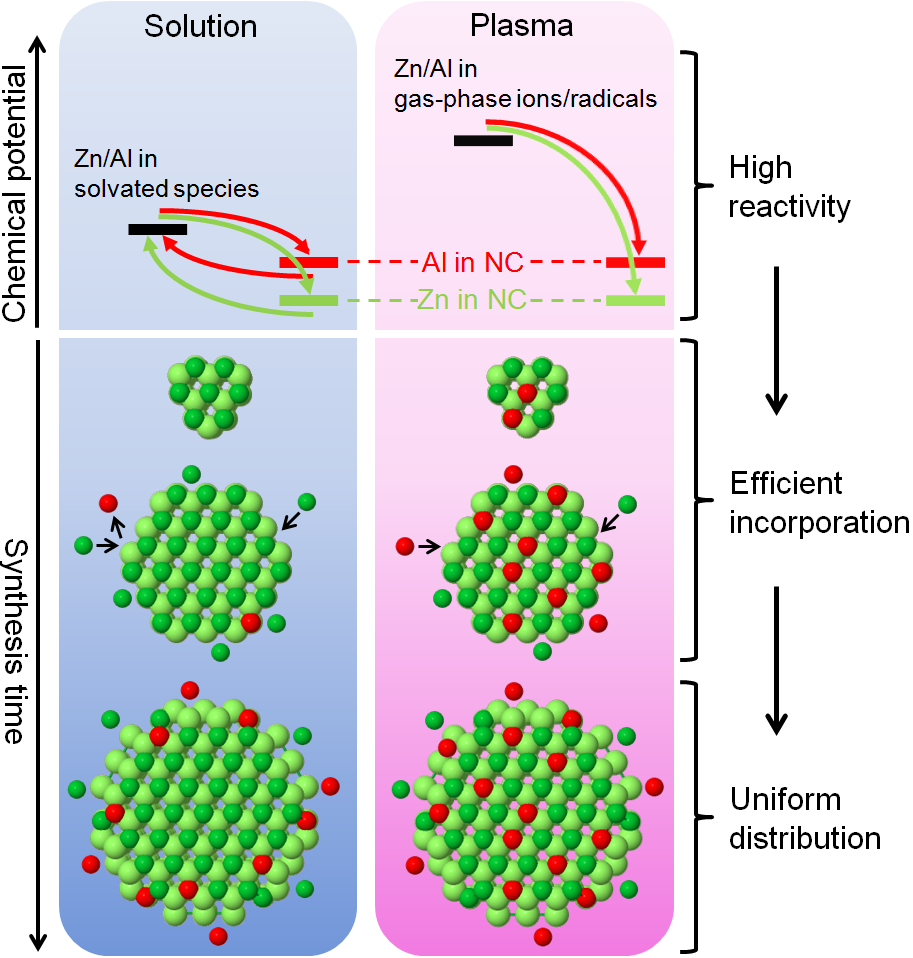 Solution
Plasma
Chemical potential
Zn/Al in
solvated species
Zn/Al in
gas-phase ions/radicals
Al in NC
Zn in NC
High
reactivity
Synthesis time
Efficient
incorporation
Uniform
distribution